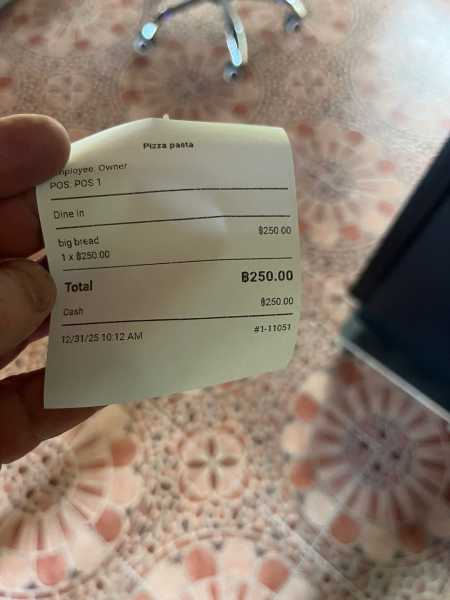 Pizza pasta
Employee: Owner
POS: POS 1
Dine in
big bread ฿250.00
1 x ฿250.00
Total ฿250.00
Cash ฿250.00
12/31/25 10:12 AM #1-11051